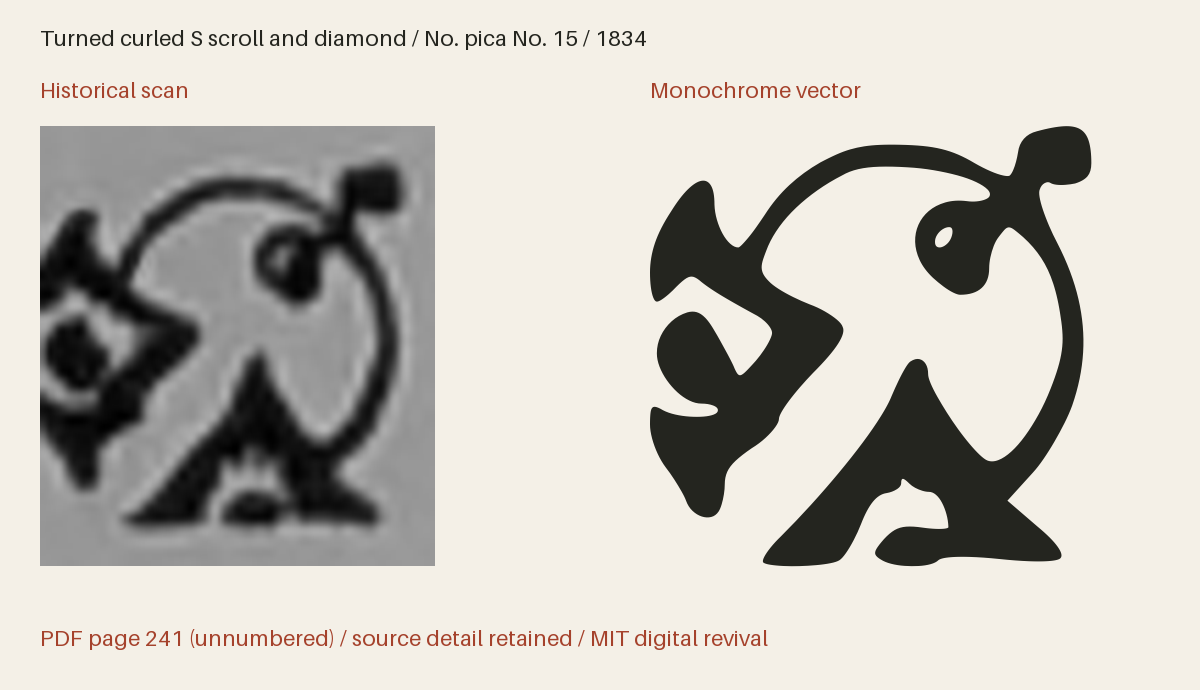 Turned curled S scroll and diamond / No. pica No. 15 / 1834
Historical scan
Monochrome vector
PDF page 241 (unnumbered) / source detail retained / MIT digital revival